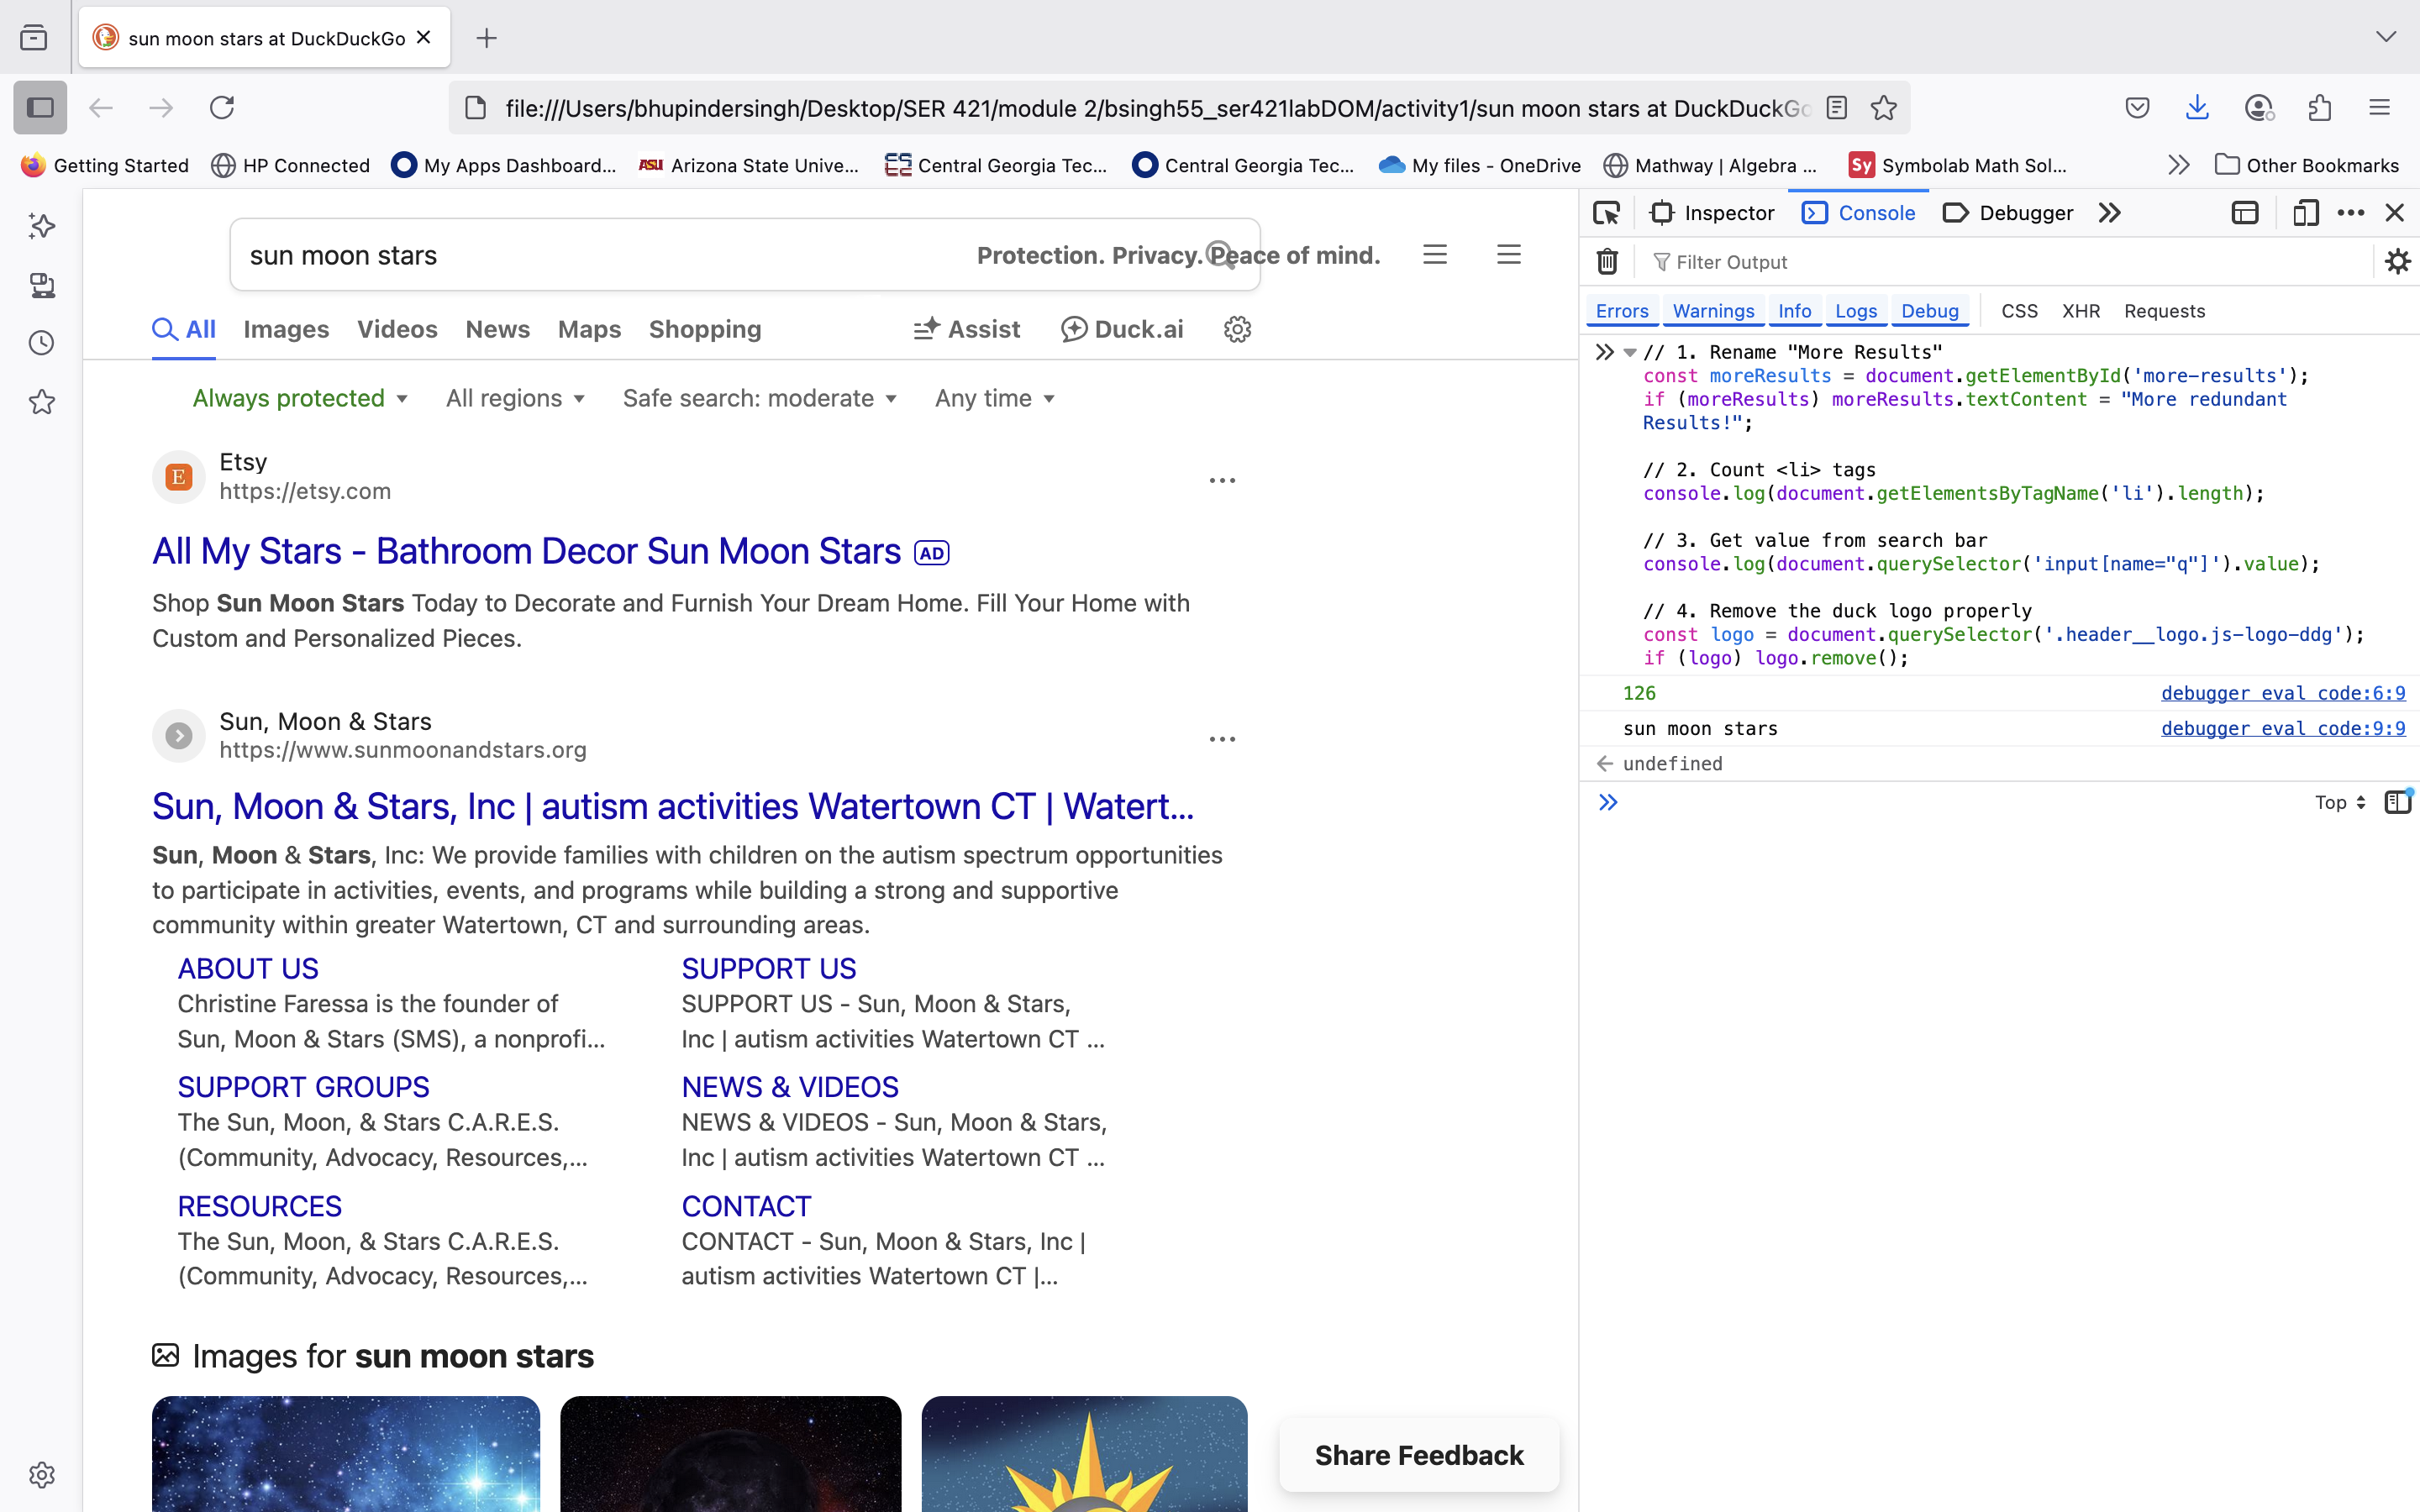 sun moon stars at DuckDuckGo
file:///Users/bhupindersingh/Desktop/SER 421/module 2/bsingh55_ser421labDOM/activity1/sun moon stars at DuckDuckGo
Getting Started HP Connected My Apps Dashboard... ASU Arizona State Unive... Central Georgia Tec... Central Georgia Tec... My files - OneDrive Mathway | Algebra ... Sy Symbolab Math Sol... Other Bookmarks
sun moon stars
Protection. Privacy. Peace of mind.
All Images Videos News Maps Shopping Assist Duck.ai
Always protected All regions Safe search: moderate Any time
E
Etsy
https://etsy.com
All My Stars - Bathroom Decor Sun Moon Stars AD
Shop Sun Moon Stars Today to Decorate and Furnish Your Dream Home. Fill Your Home with
Custom and Personalized Pieces.
Sun, Moon & Stars
https://www.sunmoonandstars.org
Sun, Moon & Stars, Inc | autism activities Watertown CT | Watert...
Sun, Moon & Stars, Inc: We provide families with children on the autism spectrum opportunities
to participate in activities, events, and programs while building a strong and supportive
community within greater Watertown, CT and surrounding areas.
ABOUT US
Christine Faressa is the founder of
Sun, Moon & Stars (SMS), a nonprofi...
SUPPORT US
SUPPORT US - Sun, Moon & Stars,
Inc | autism activities Watertown CT ...
SUPPORT GROUPS
The Sun, Moon, & Stars C.A.R.E.S.
(Community, Advocacy, Resources,...
NEWS & VIDEOS
NEWS & VIDEOS - Sun, Moon & Stars,
Inc | autism activities Watertown CT ...
RESOURCES
The Sun, Moon, & Stars C.A.R.E.S.
(Community, Advocacy, Resources,...
CONTACT
CONTACT - Sun, Moon & Stars, Inc |
autism activities Watertown CT |...
Images for sun moon stars
Share Feedback
Inspector Console Debugger
Filter Output
Errors Warnings Info Logs Debug CSS XHR Requests
// 1. Rename "More Results"
const moreResults = document.getElementById('more-results');
if (moreResults) moreResults.textContent = "More redundant
Results!";
// 2. Count <li> tags
console.log(document.getElementsByTagName('li').length);
// 3. Get value from search bar
console.log(document.querySelector('input[name="q"]').value);
// 4. Remove the duck logo properly
const logo = document.querySelector('.header__logo.js-logo-ddg');
if (logo) logo.remove();
126 debugger eval code:6:9
sun moon stars debugger eval code:9:9
undefined
Top